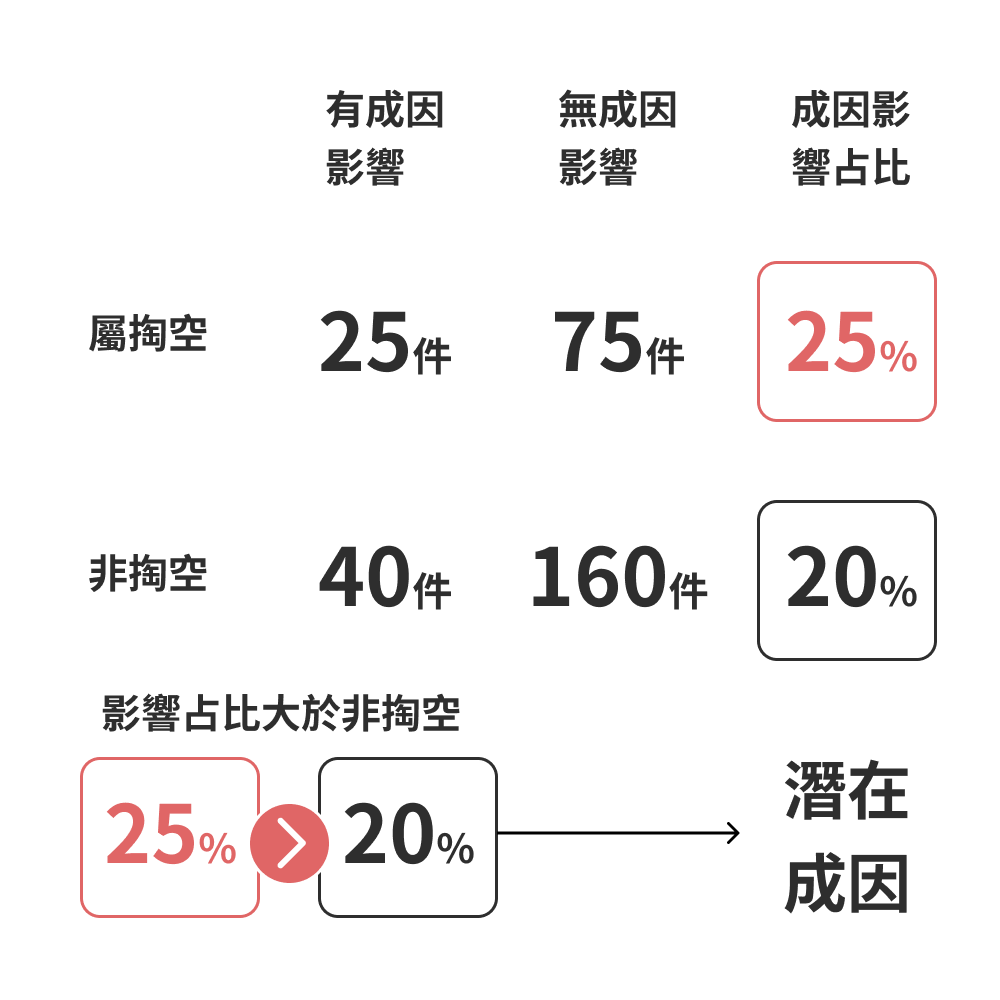 有成因
影響
無成因
影響
成因影
響占比
屬掏空
25件
75件
25%
非掏空
40件
160件
20%
影響占比大於非掏空
25%
20%
潛在
成因